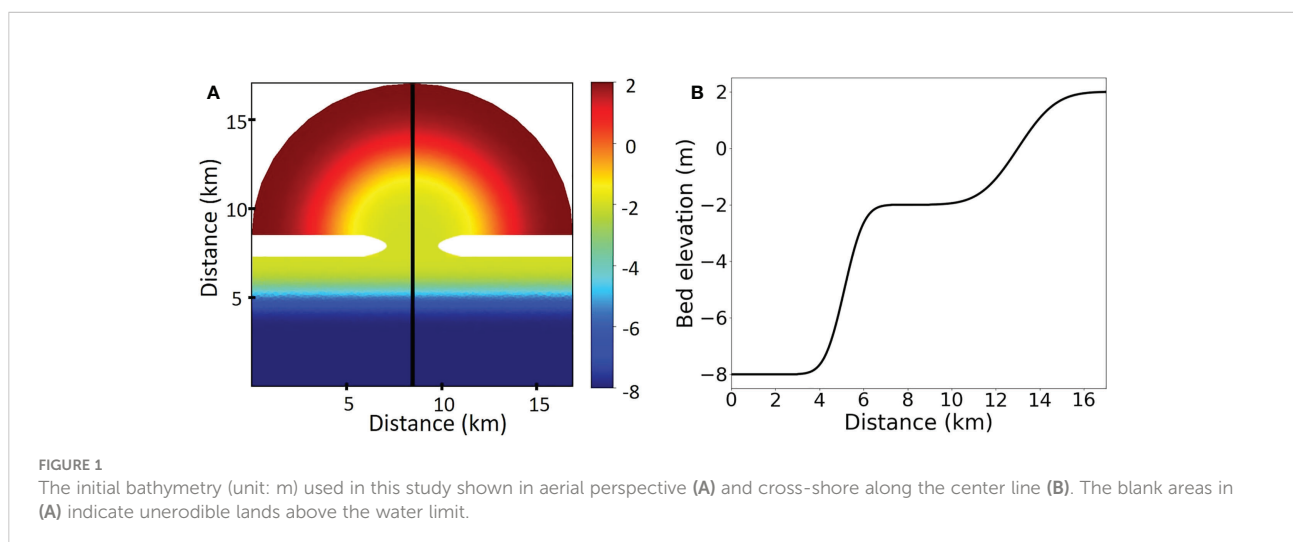 A
15
10
5
Distance (km)
5
10
15
Distance (km)
2
0
-2
-4
-6
-8
B
2
0
−2
−4
−6
−8
Bed elevation (m)
0 2 4 6 8 10 12 14 16
Distance (km)
FIGURE 1
The initial bathymetry (unit: m) used in this study shown in aerial perspective (A) and cross-shore along the center line (B). The blank areas in
(A) indicate unerodible lands above the water limit.